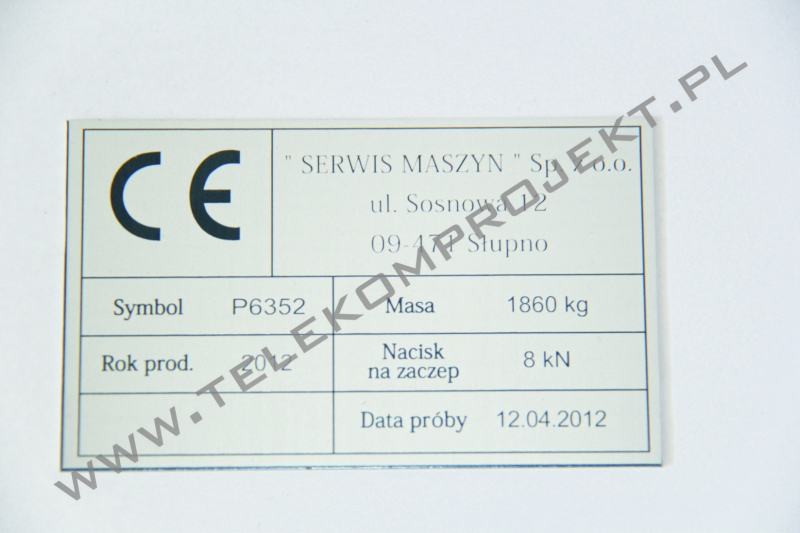 CE
" SERWIS MASZYN " Sp. z o.o.
ul. Sosnowa 12
09-471 Słupno
Symbol P6352
Masa 1860 kg
Rok prod. 2012
Nacisk
na zaczep 8 kN
Data próby 12.04.2012
WWW.TELEKOMPROJEKT.PL